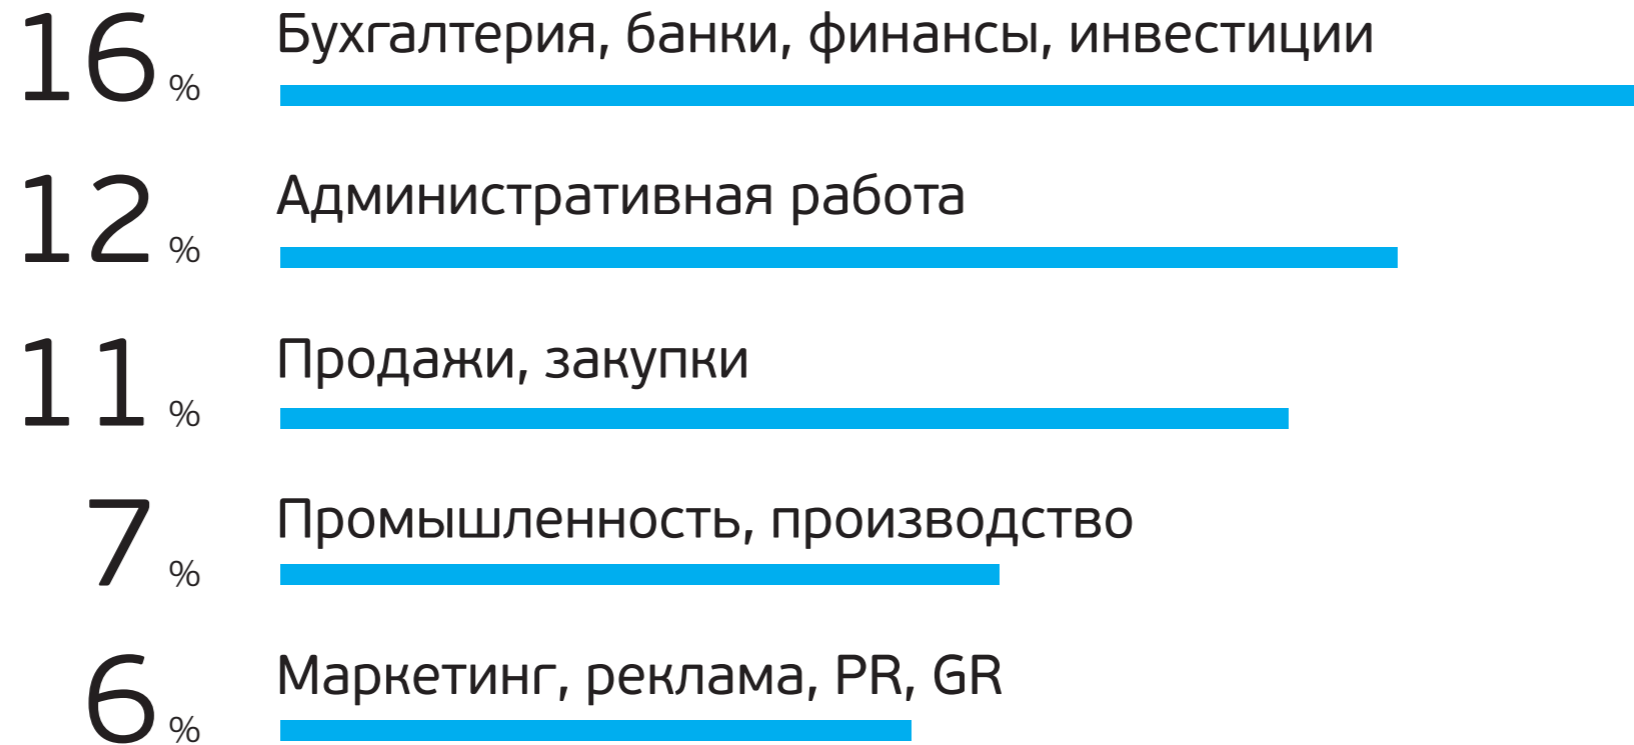 16 % Бухгалтерия, банки, финансы, инвестиции
12 % Административная работа
11 % Продажи, закупки
7 % Промышленность, производство
6 % Маркетинг, реклама, PR, GR